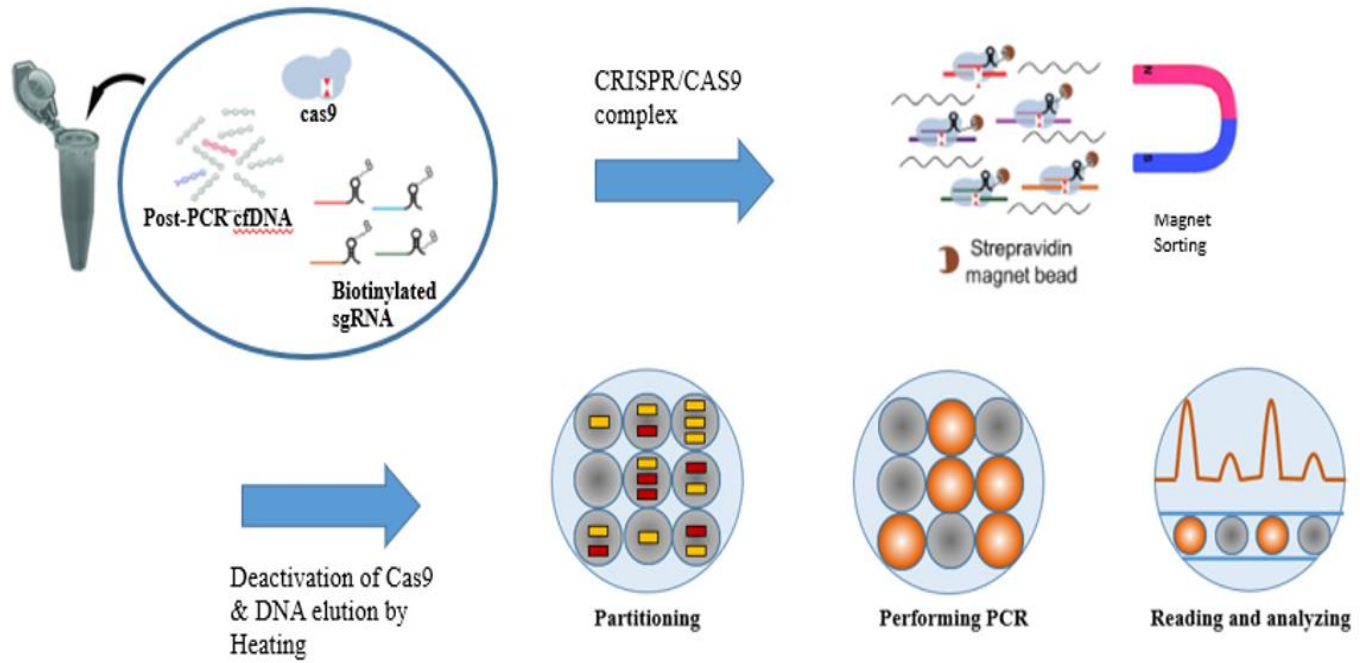 cas9
Post-PCR cfDNA
Biotinylated
sgRNA
CRISPR/CAS9
complex
N
S
Strepravidin
magnet bead
Magnet
Sorting
Deactivation of Cas9
& DNA elution by
Heating
Partitioning
Performing PCR
Reading and analyzing